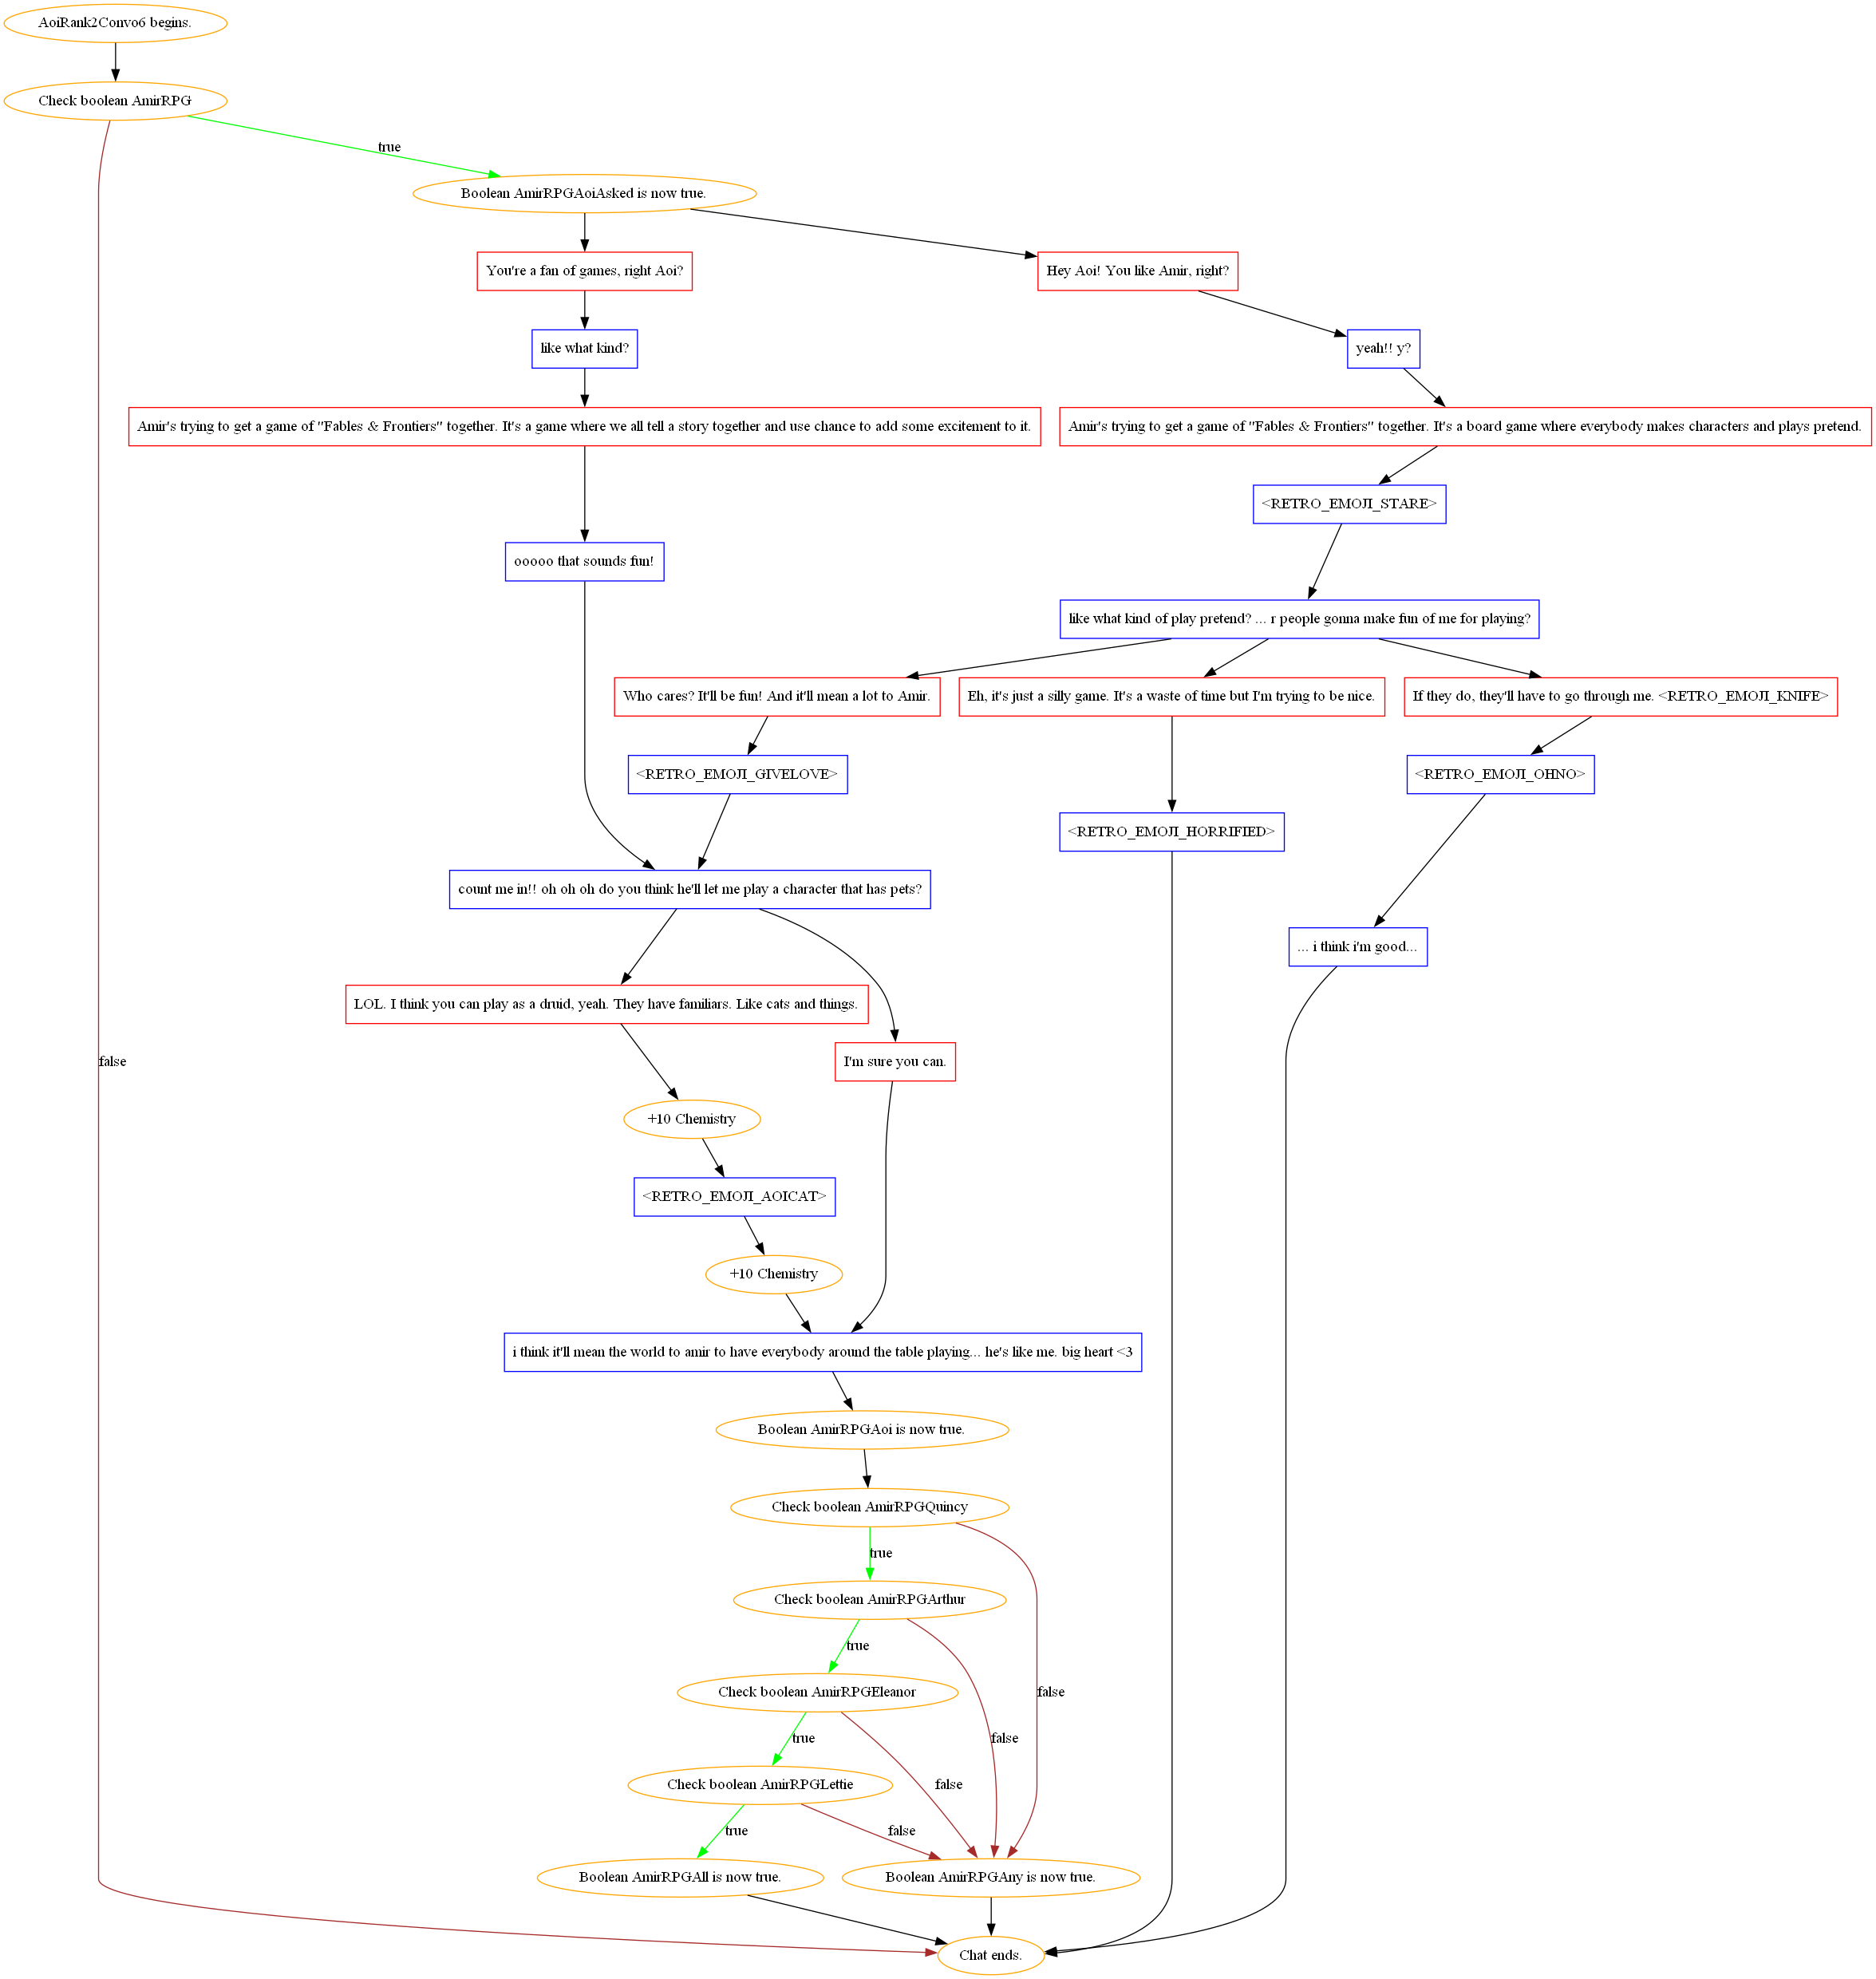 AoiRank2Convo6 begins.
Check boolean AmirRPG
true
Boolean AmirRPGAoiAsked is now true.
You're a fan of games, right Aoi?
Hey Aoi! You like Amir, right?
like what kind?
yeah!! y?
Amir's trying to get a game of "Fables & Frontiers" together. It's a game where we all tell a story together and use chance to add some excitement to it.
Amir's trying to get a game of "Fables & Frontiers" together. It's a board game where everybody makes characters and plays pretend.
<RETRO_EMOJI_STARE>
ooooo that sounds fun!
like what kind of play pretend? ... r people gonna make fun of me for playing?
Who cares? It'll be fun! And it'll mean a lot to Amir.
Eh, it's just a silly game. It's a waste of time but I'm trying to be nice.
If they do, they'll have to go through me. <RETRO_EMOJI_KNIFE>
<RETRO_EMOJI_GIVELOVE>
<RETRO_EMOJI_OHNO>
<RETRO_EMOJI_HORRIFIED>
count me in!! oh oh oh do you think he'll let me play a character that has pets?
... i think i'm good...
LOL. I think you can play as a druid, yeah. They have familiars. Like cats and things.
false
I'm sure you can.
+10 Chemistry
<RETRO_EMOJI_AOICAT>
+10 Chemistry
i think it'll mean the world to amir to have everybody around the table playing... he's like me. big heart <3
Boolean AmirRPGAoi is now true.
Check boolean AmirRPGQuincy
true
Check boolean AmirRPGArthur
true
Check boolean AmirRPGEleanor
false
true
false
Check boolean AmirRPGLettie
false
true
false
Boolean AmirRPGAll is now true.
Boolean AmirRPGAny is now true.
Chat ends.